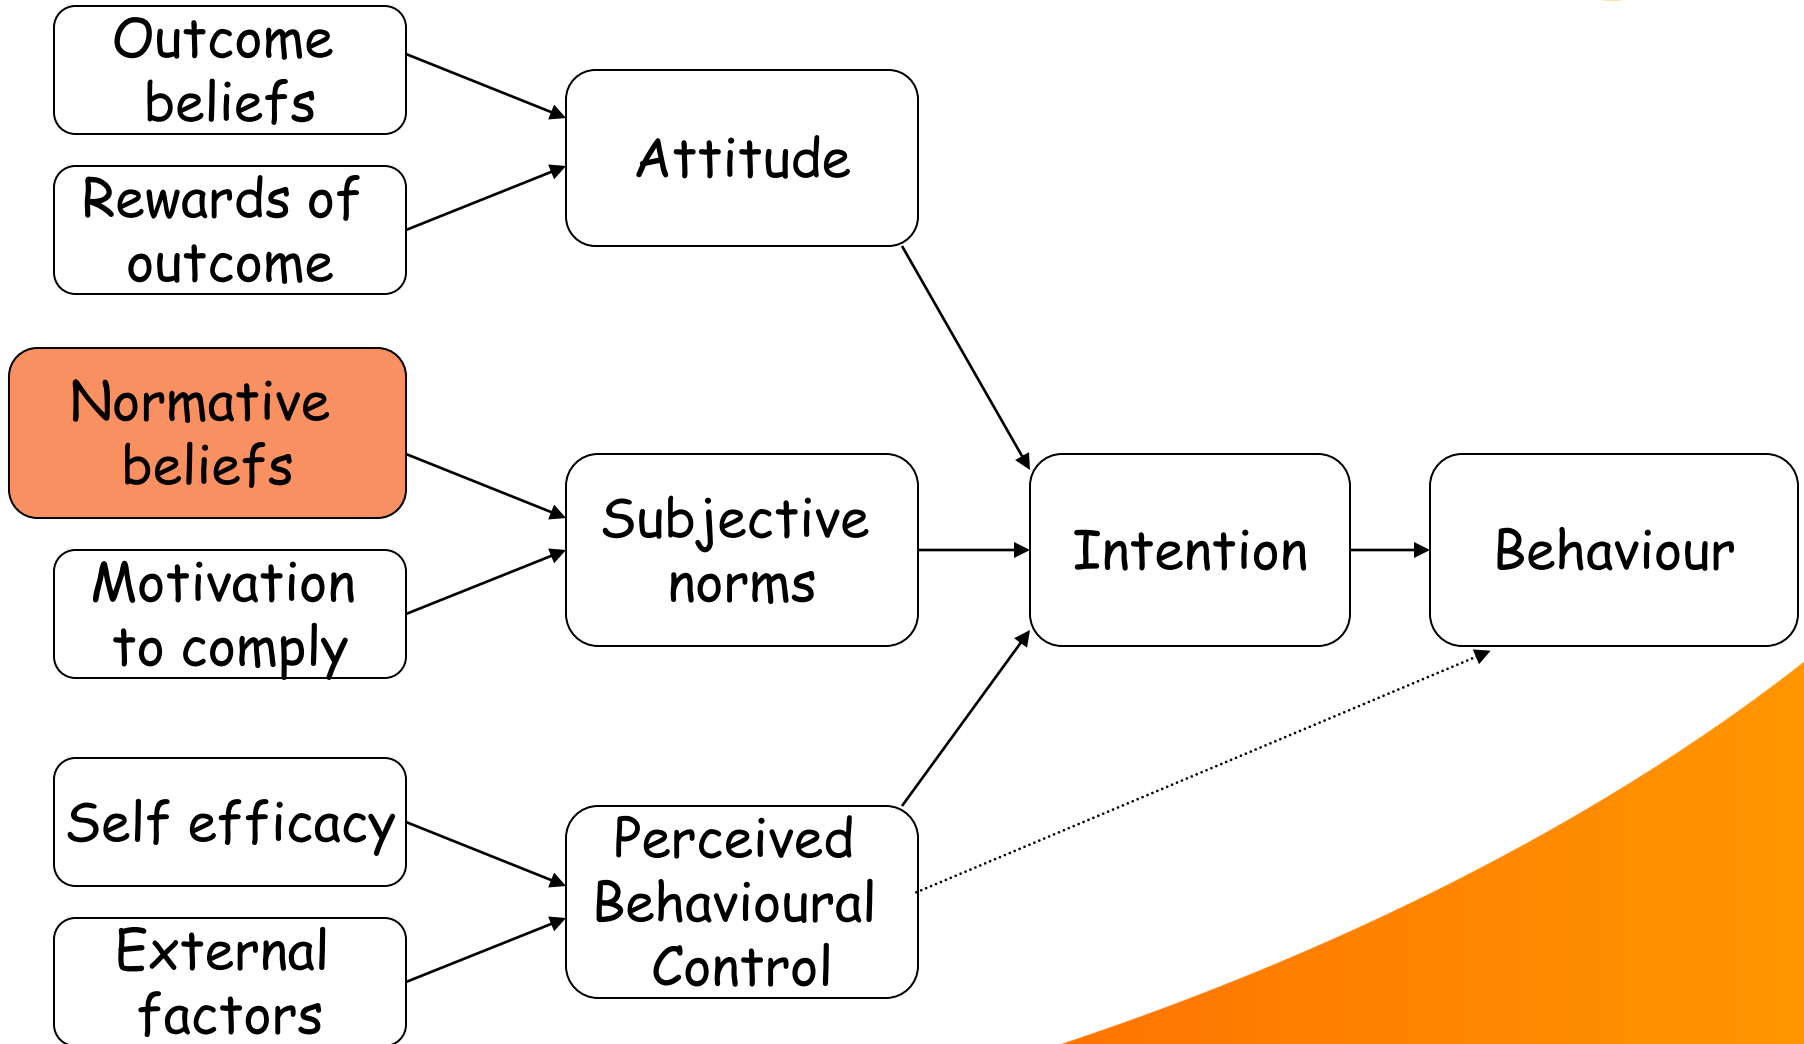 Outcome
beliefs
Rewards of
outcome
Attitude
Normative
beliefs
Motivation
to comply
Subjective
norms
Intention
Behaviour
Self efficacy
External
factors
Perceived
Behavioural
Control